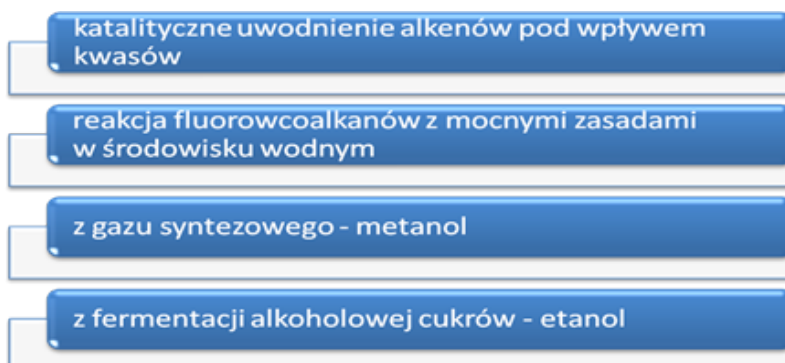 katalityczne uwodnienie alkenów pod wpływem
kwasów
reakcja fluorowcoalkanów z mocnymi zasadami
w środowisku wodnym
z gazu syntezowego - metanol
z fermentacji alkoholowej cukrów - etanol